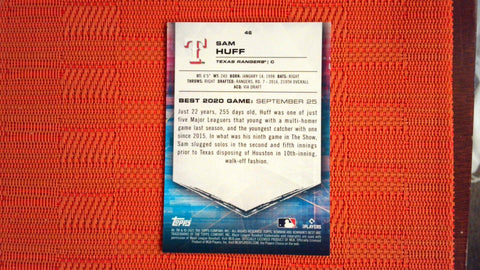 46
SAM
HUFF
TEXAS RANGERS® | C
HT: 6'5" WT: 240 BORN: JANUARY 14, 1998 BATS: RIGHT
THROWS: RIGHT DRAFTED: RANGERS, RD. 7 - 2016, 219TH OVERALL
ACQ: VIA DRAFT
BEST 2020 GAME: SEPTEMBER 25
Just 22 years, 255 days old, Huff was one of just
five Major Leaguers that young with a multi-homer
game last season, and the youngest catcher with one
since 2015. In what was his ninth game in The Show,
Sam slugged solos in the second and fifth innings
prior to Texas disposing of Houston in 10th-inning,
walk-off fashion.
Topps
PLAYERS